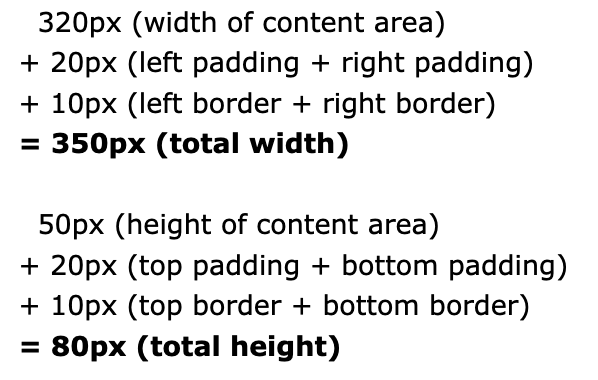 320px (width of content area)
+ 20px (left padding + right padding)
+ 10px (left border + right border)
= 350px (total width)
50px (height of content area)
+ 20px (top padding + bottom padding)
+ 10px (top border + bottom border)
= 80px (total height)